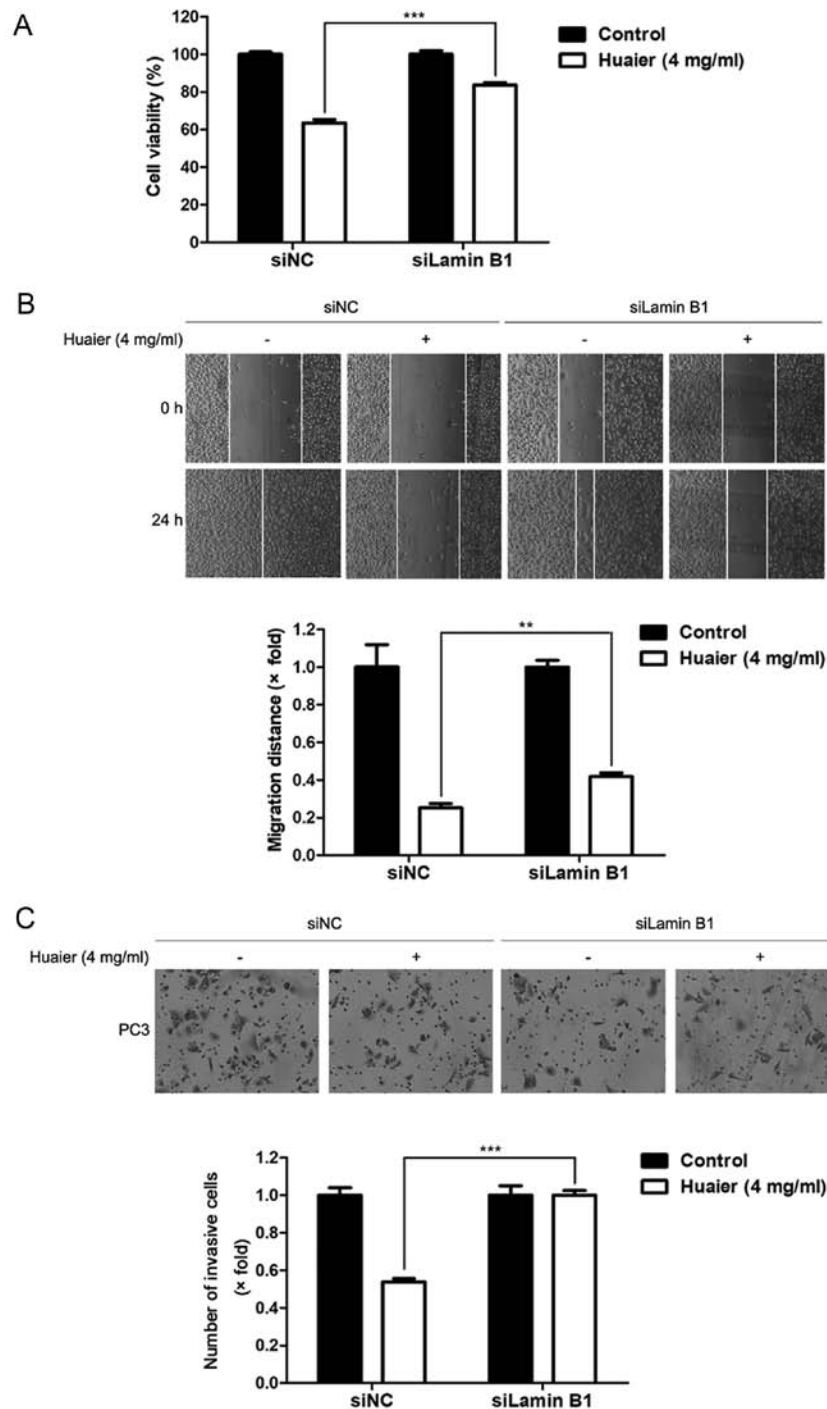 A
Cell viability (%)
120
100
80
60
40
20
0
***
siNC
siLamin B1
Control
Huaier (4 mg/ml)
B
siNC
siLamin B1
Huaier (4 mg/ml)
-
+
-
+
0 h
24 h
Migration distance (× fold)
1.2
1.0
0.8
0.6
0.4
0.2
0.0
**
siNC
siLamin B1
Control
Huaier (4 mg/ml)
C
siNC
siLamin B1
Huaier (4 mg/ml)
-
+
-
+
PC3
Number of invasive cells
(× fold)
1.2
1.0
0.8
0.6
0.4
0.2
0.0
***
siNC
siLamin B1
Control
Huaier (4 mg/ml)